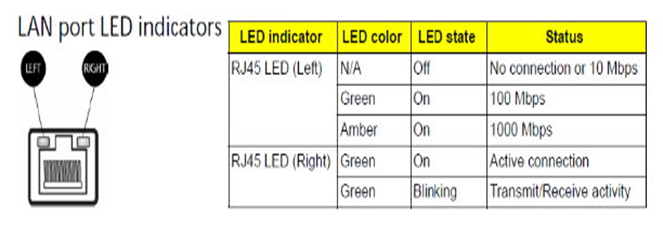 LAN port LED indicators
LEFT
RIGHT
LED indicator LED color LED state Status
RJ45 LED (Left) N/A Off No connection or 10 Mbps
Green On 100 Mbps
Amber On 1000 Mbps
RJ45 LED (Right) Green On Active connection
Green Blinking Transmit/Receive activity